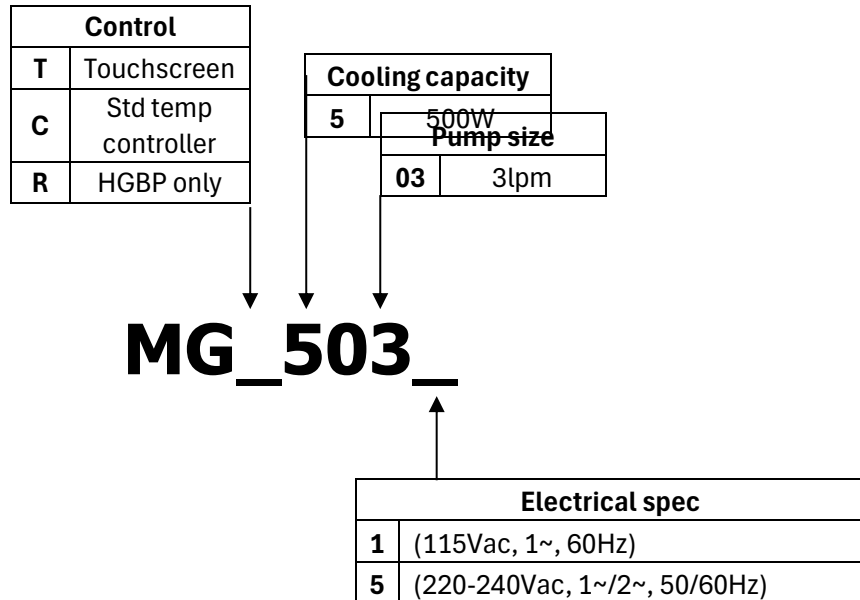 Control
T Touchscreen
C Std temp
controller
R HGBP only
Cooling capacity
5 500W
Pump size
03 3lpm
MG_503_
Electrical spec
1 (115Vac, 1~, 60Hz)
5 (220-240Vac, 1~/2~, 50/60Hz)